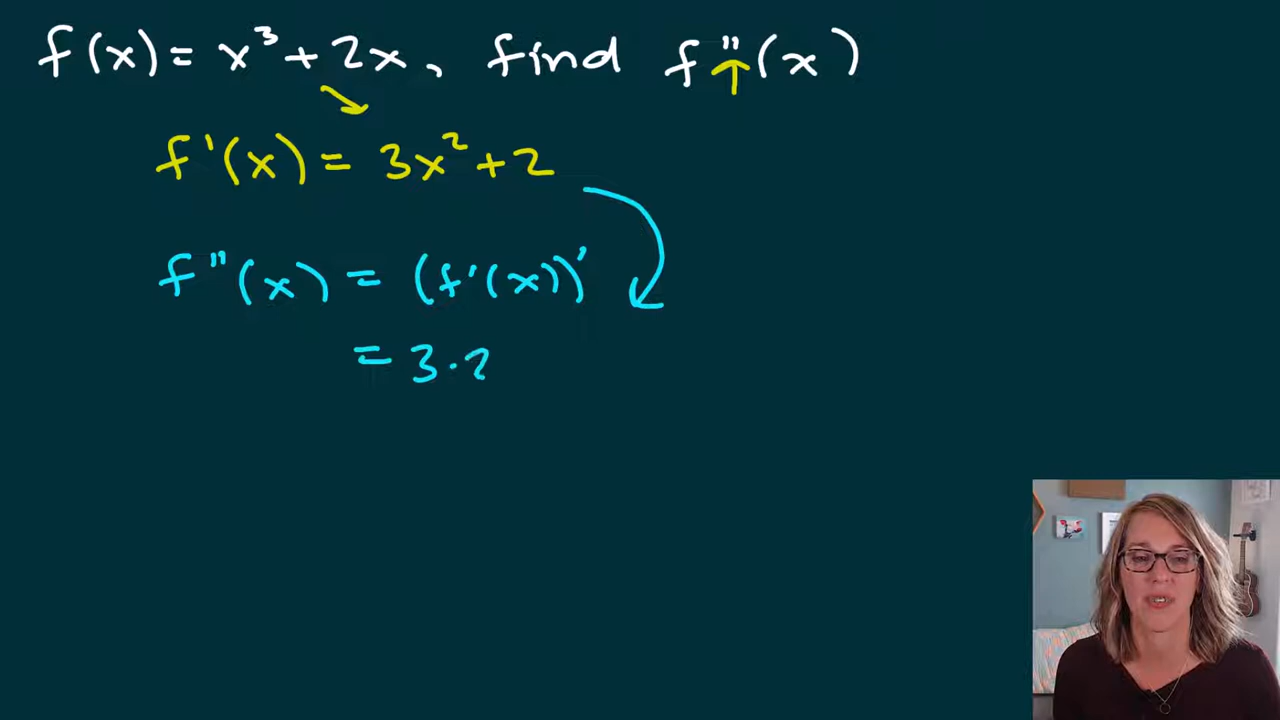 f(x) = x³ + 2x, find f''(x)
f'(x) = 3x² + 2
f''(x) = (f'(x))'
= 3·2